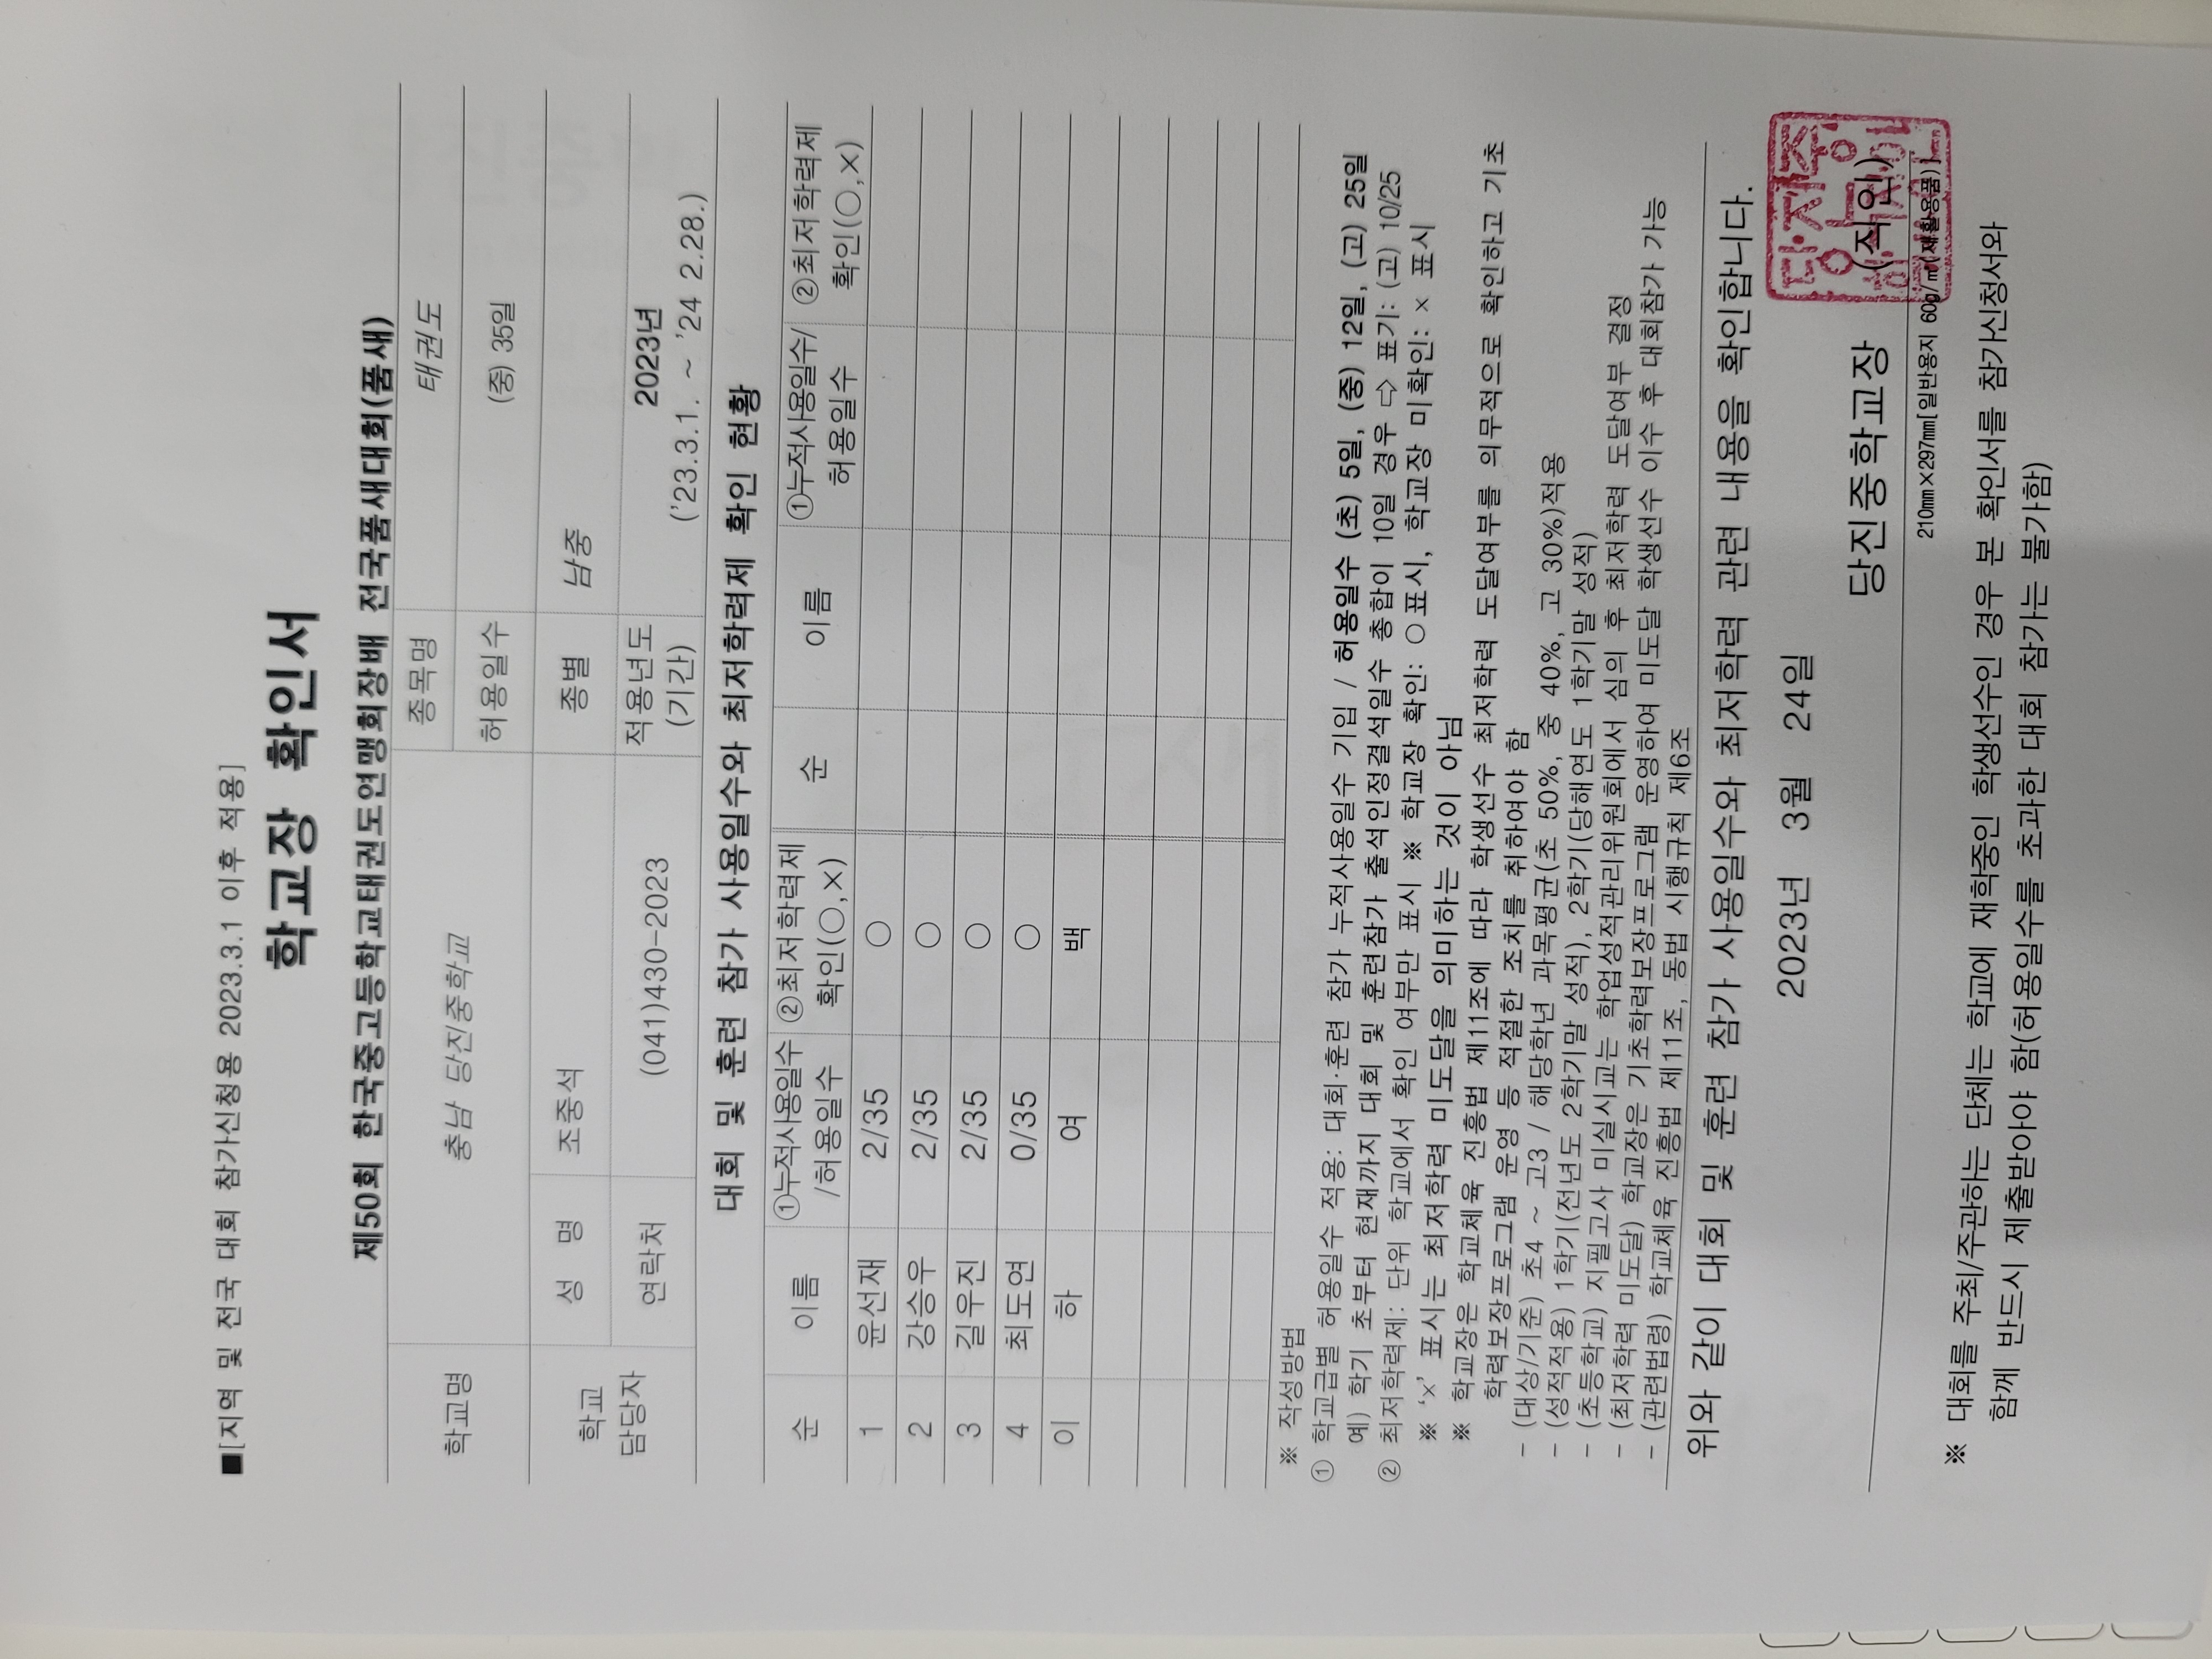 ■[지역 및 전국 대회 참가신청용 2023.3.1 이후 적용]
학교장 확인서
제50회 한국중고등학교태권도연맹회장배 전국품새대회(품새)
학교명 충남 당진중학교 종목명 태권도
허용일수 (중) 35일
학교 담당자 성 명 조중석 종별 남중
연락처 (041)430-2023 적용년도 (기간) 2023년 ('23.3.1. ~ '24 2.28.)
대회 및 훈련 참가 사용일수와 최저학력제 확인 현황
순 이름 ①누적사용일수/허용일수 ②최저학력제 확인(○,×) 순 이름 ①누적사용일수/허용일수 ②최저학력제 확인(○,×)
1 윤선재 2/35 ○
2 강승우 2/35 ○
3 길우진 2/35 ○
4 최도연 0/35 ○
이 하 여 백
※ 작성방법
① 학교급별 허용일수 적용: 대회·훈련 참가 누적사용일수 기입 / 허용일수 (초) 5일, (중) 12일, (고) 25일
예) 학기 초부터 현재까지 대회 및 훈련참가 출석인정결석일수 총합이 10일 경우 ⇨ 표기: (고) 10/25
② 최저학력제: 단위 학교에서 확인 여부만 표시 ※ 학교장 확인: ○표시, 학교장 미확인: × 표시
※ '×' 표시는 최저학력 미도달을 의미하는 것이 아님
※ 학교장은 학교체육 진흥법 제11조에 따라 학생선수 최저학력 도달여부를 의무적으로 확인하고 기초
학력보장프로그램 운영 등 적절한 조치를 취하여야 함
- (대상/기준) 초4 ~ 고3 / 해당학년 과목평균(초 50%, 중 40%, 고 30%)적용
- (성적적용) 1학기(전년도 2학기말 성적), 2학기(당해연도 1학기말 성적)
- (초등학교) 지필고사 미실시교는 학업성적관리위원회에서 심의 후 최저학력 도달여부 결정
- (최저학력 미도달) 학교장은 기초학력보장프로그램 운영하여 미도달 학생선수 이수 후 대회참가 가능
- (관련법령) 학교체육 진흥법 제11조, 동법 시행규칙 제6조
위와 같이 대회 및 훈련 참가 사용일수와 최저학력 관련 내용을 확인합니다.
2023년 3월 24일
당진중학교장 (직인)
210㎜×297㎜[일반용지 60g/㎡(재활용품)]
※ 대회를 주최/주관하는 단체는 학교에 재학중인 학생선수인 경우 본 확인서를 참가신청서와
함께 반드시 제출받아야 함(허용일수를 초과한 대회 참가는 불가함)